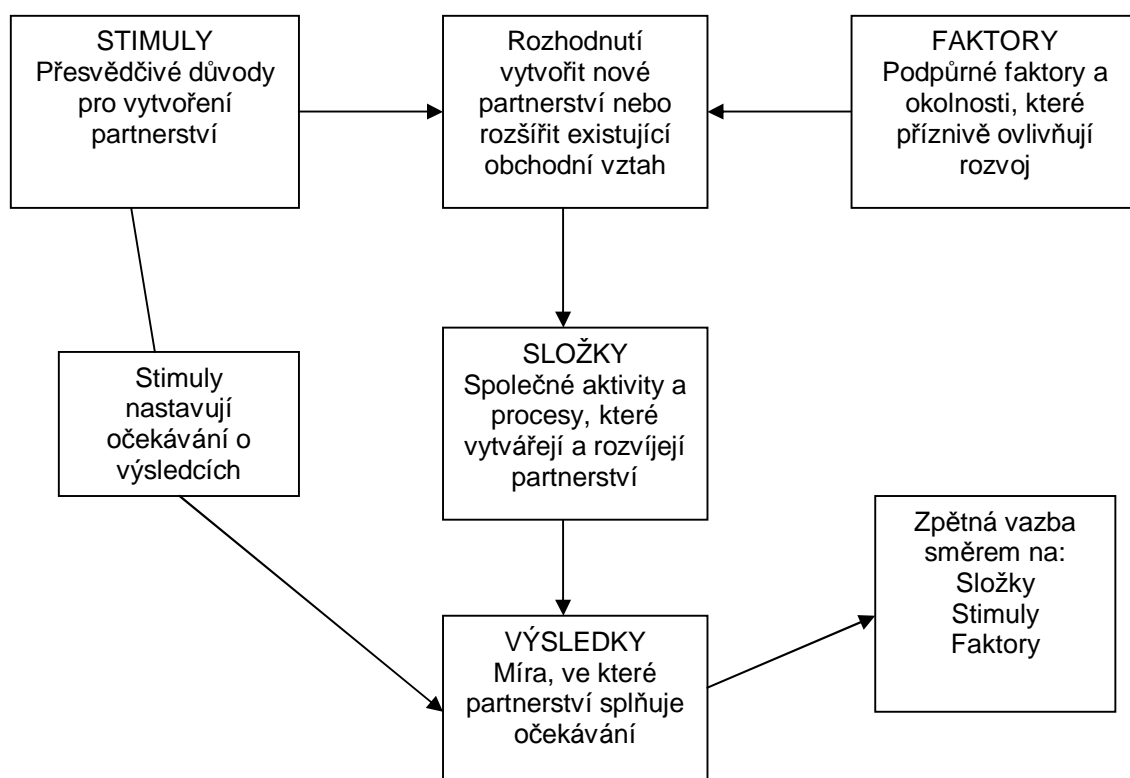 STIMULY
Přesvědčivé důvody
pro vytvoření
partnerství
Rozhodnutí
vytvořit nové
partnerství nebo
rozšířit existující
obchodní vztah
FAKTORY
Podpůrné faktory a
okolnosti, které
příznivě ovlivňují
rozvoj
Stimuly
nastavují
očekávání o
výsledcích
SLOŽKY
Společné aktivity a
procesy, které
vytvářejí a rozvíjejí
partnerství
Zpětná vazba
směrem na:
Složky
Stimuly
Faktory
VÝSLEDKY
Míra, ve které
partnerství splňuje
očekávání